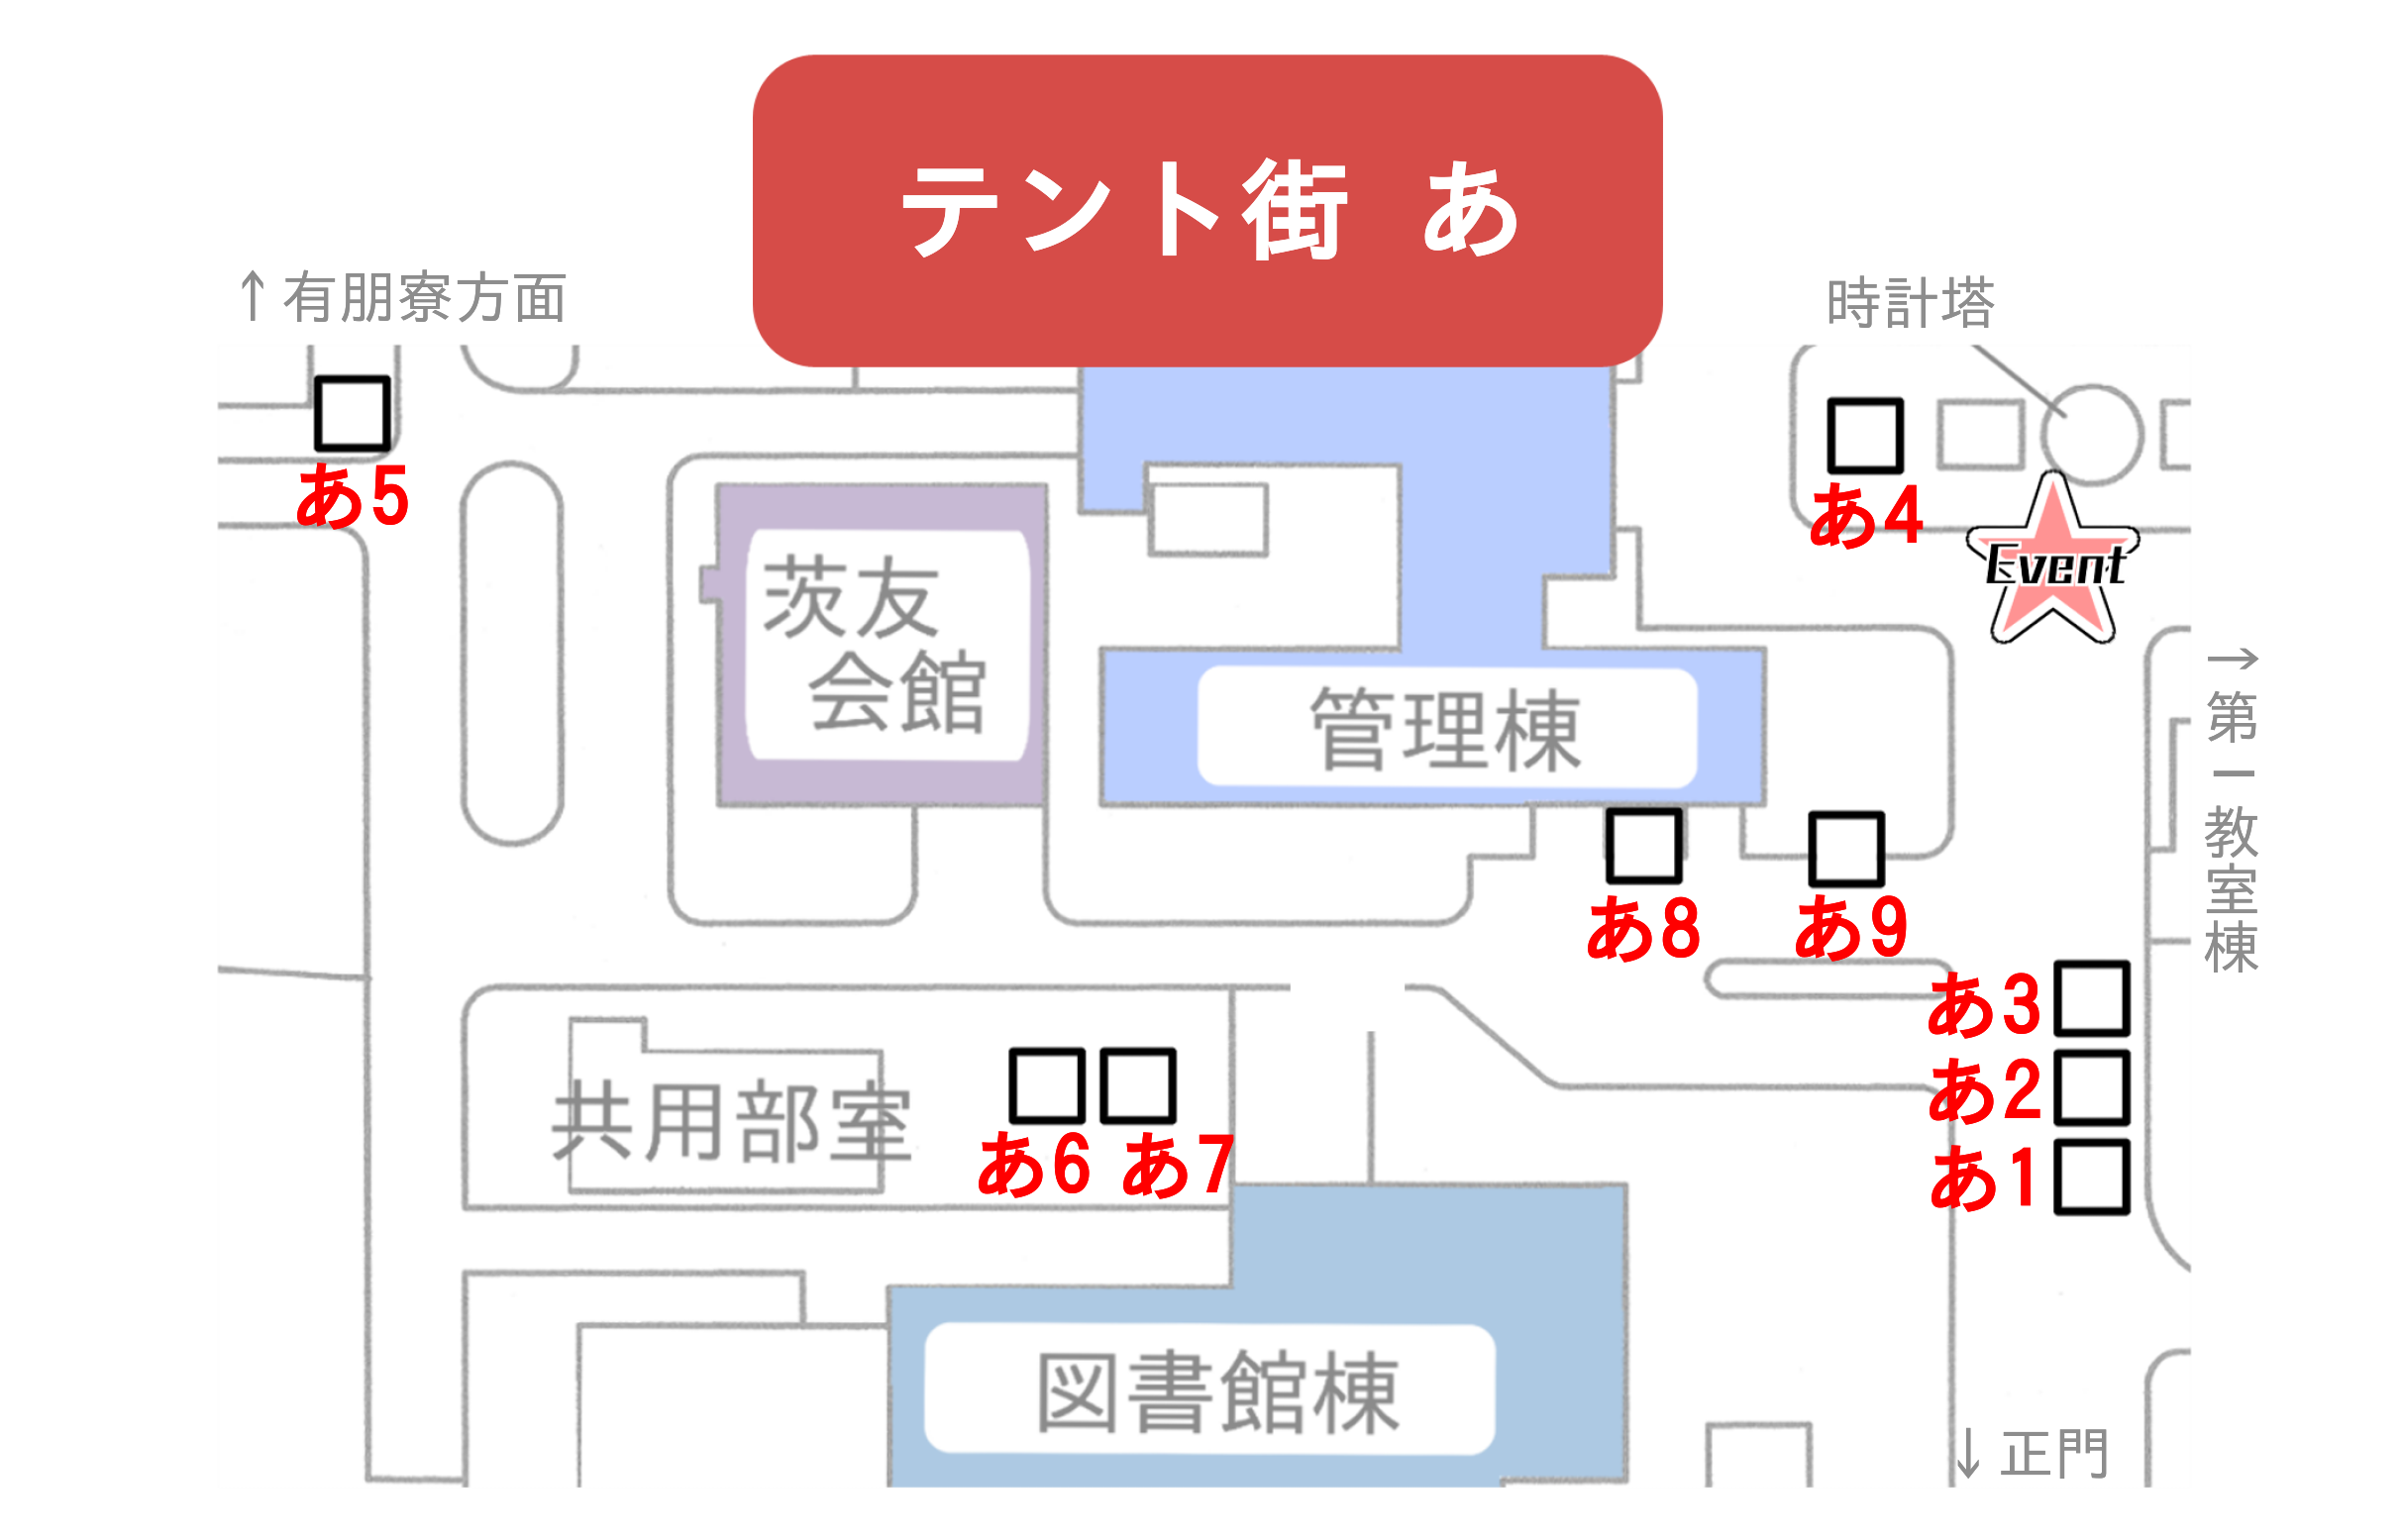 テント街 あ
↑有朋寮方面
時計塔
あ5
あ4
Event
茨友
会館
管理棟
→第一教室棟
あ8
あ9
あ3
あ2
あ1
共用部室
あ6
あ7
図書館棟
↓正門